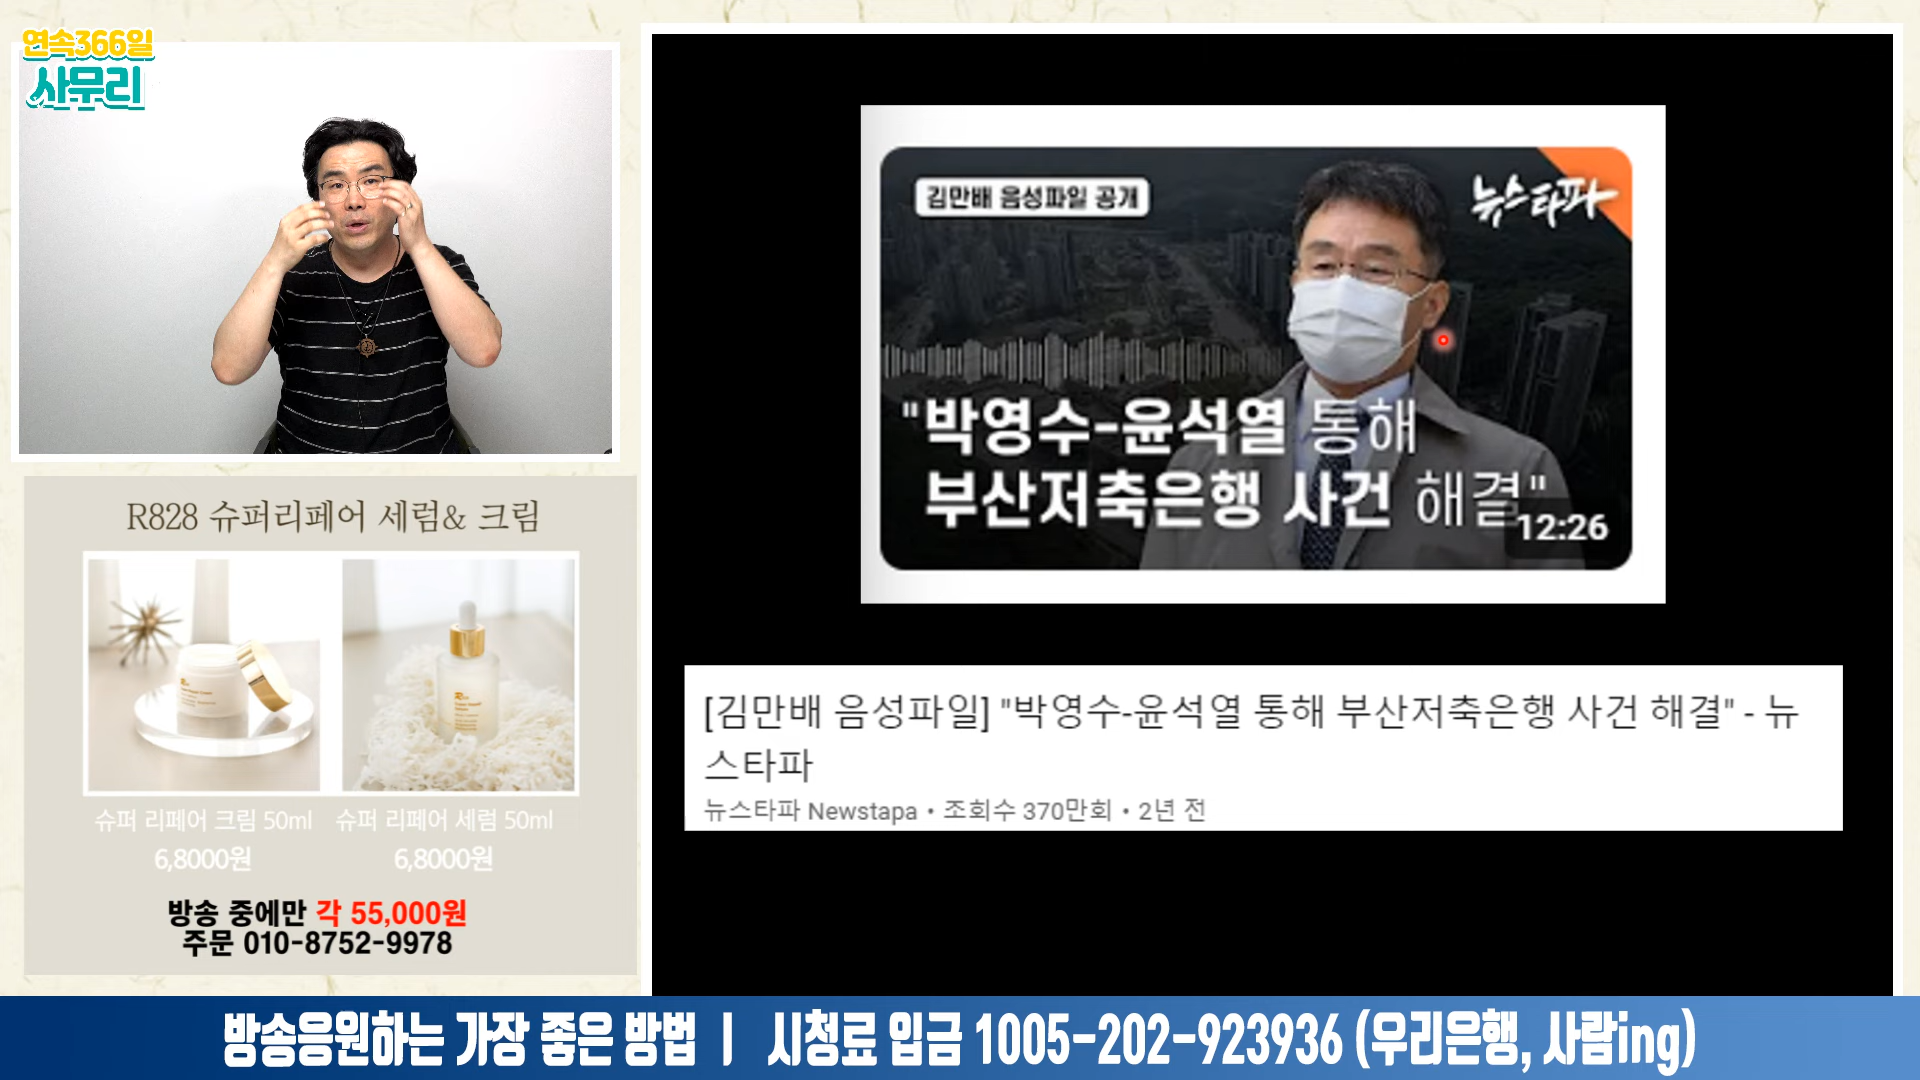 연속366일
사무리
김만배 음성파일 공개
뉴스타파
"박영수-윤석열 통해
부산저축은행 사건 해결"
12:26
[김만배 음성파일] "박영수-윤석열 통해 부산저축은행 사건 해결" - 뉴
스타파
뉴스타파 Newstapa • 조회수 370만회 • 2년 전
R828 슈퍼리페어 세럼& 크림
슈퍼 리페어 크림 50ml 슈퍼 리페어 세럼 50ml
6,8000원 6,8000원
방송 중에만 각 55,000원
주문 010-8752-9978
방송응원하는 가장 좋은 방법 ㅣ 시청료 입금 1005-202-923936 (우리은행, 사람ing)